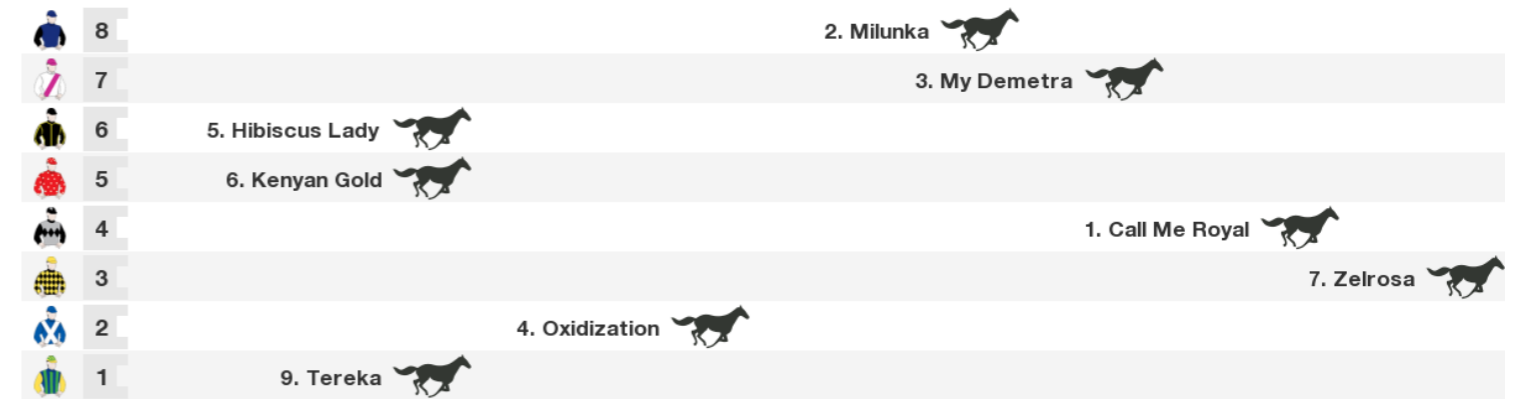 8 2. Milunka
7 3. My Demetra
6 5. Hibiscus Lady
5 6. Kenyan Gold
4 1. Call Me Royal
3 7. Zelrosa
2 4. Oxidization
1 9. Tereka